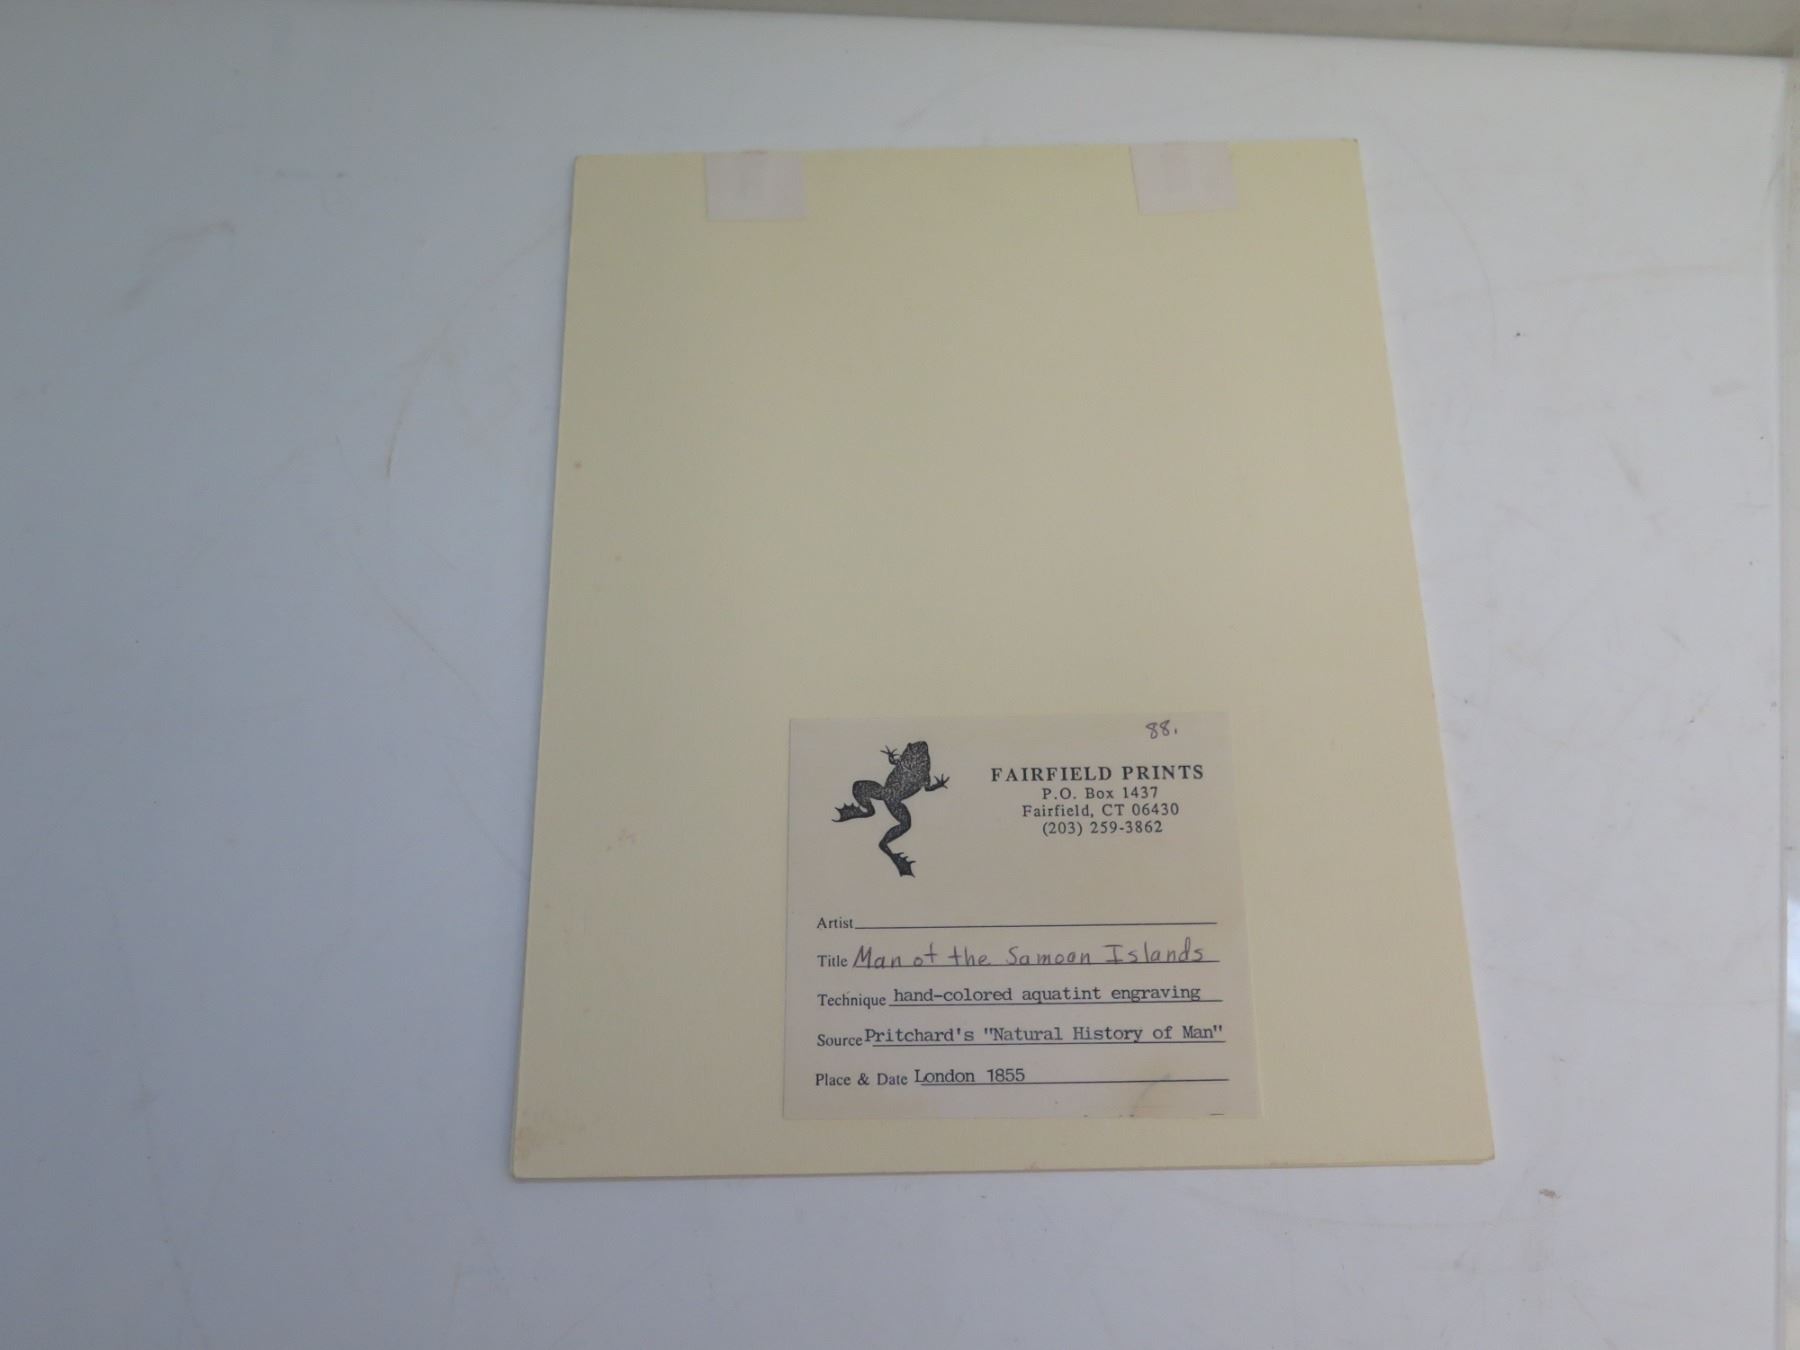 88.
FAIRFIELD PRINTS
P.O. Box 1437
Fairfield, CT 06430
(203) 259-3862
Artist
Title Man of the Samoan Islands
Technique hand-colored aquatint engraving
Source Pritchard's "Natural History of Man"
Place & Date London 1855